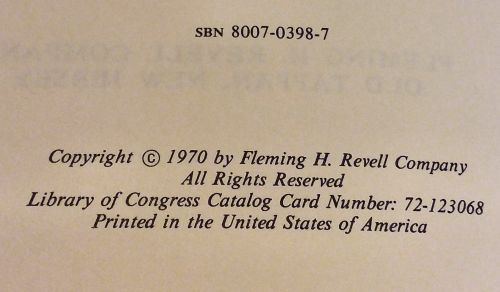 SBN 8007-0398-7
Copyright © 1970 by Fleming H. Revell Company
All Rights Reserved
Library of Congress Catalog Card Number: 72-123068
Printed in the United States of America